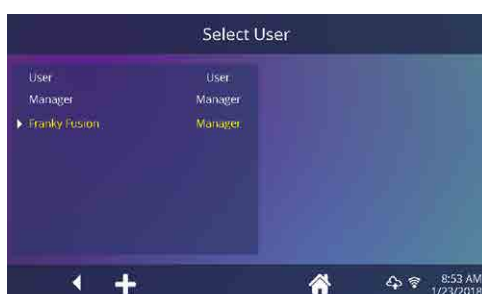 Select User
User User
Manager Manager
Franky Fusion Manager
8:53 AM
1/23/2018